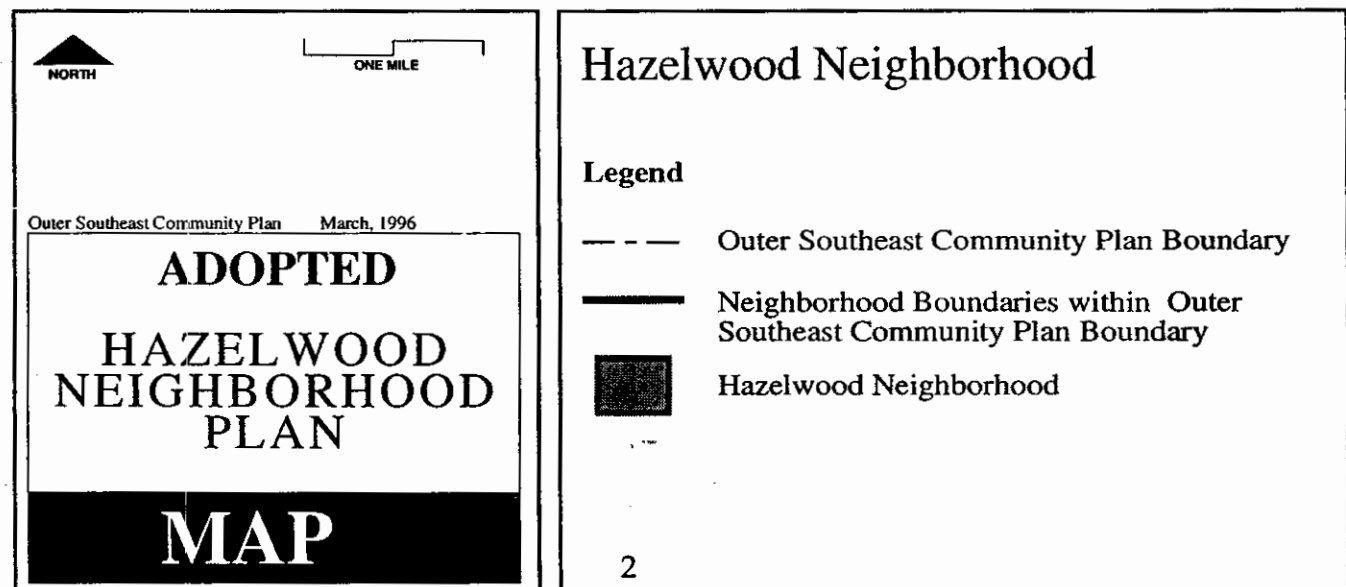 NORTH
ONE MILE
Outer Southeast Community Plan March, 1996
ADOPTED
HAZELWOOD
NEIGHBORHOOD
PLAN
MAP
Hazelwood Neighborhood
Legend
Outer Southeast Community Plan Boundary
Neighborhood Boundaries within Outer
Southeast Community Plan Boundary
Hazelwood Neighborhood
2